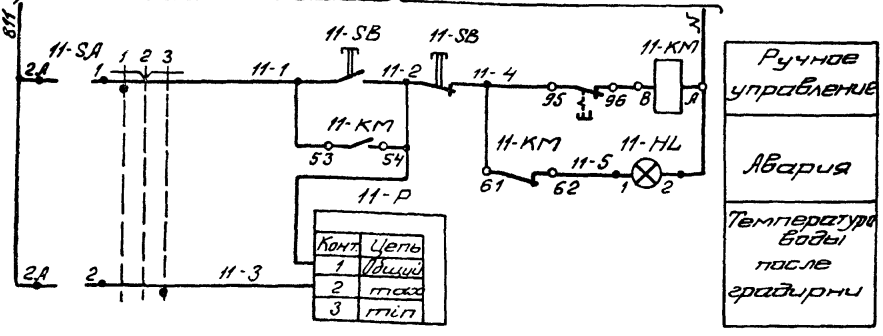 811
N
11-SA
1 2 3
2A
1
11-1
11-SB
11-2
11-SB
11-4
95
96
B
11-KM
A
53
11-KM
54
61
11-KM
62
11-5
1
11-HL
2
11-P
Конт. Цепь
1 Общий
2 max
3 min
2A
2
11-3
Ручное
управление
Авария
Температура
воды
после
градирни